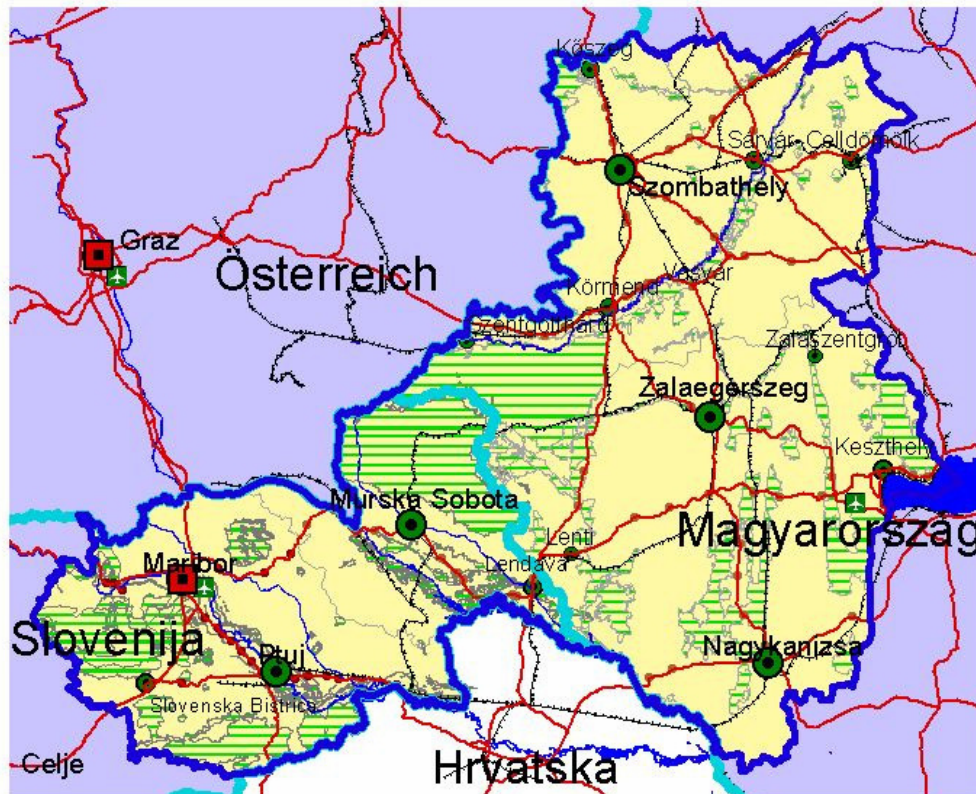 Kőszeg
Sárvár
Celldömölk
Szombathely
Graz
Österreich
Vasvár
Körmend
Szentgotthárd
Zalaszentgrót
Zalaegerszeg
Keszthely
Murska Sobota
Magyarország
Lenti
Lendava
Maribor
Slovenija
Ptuj
Nagykanizsa
Slovenska Bistrica
Celje
Hrvatska